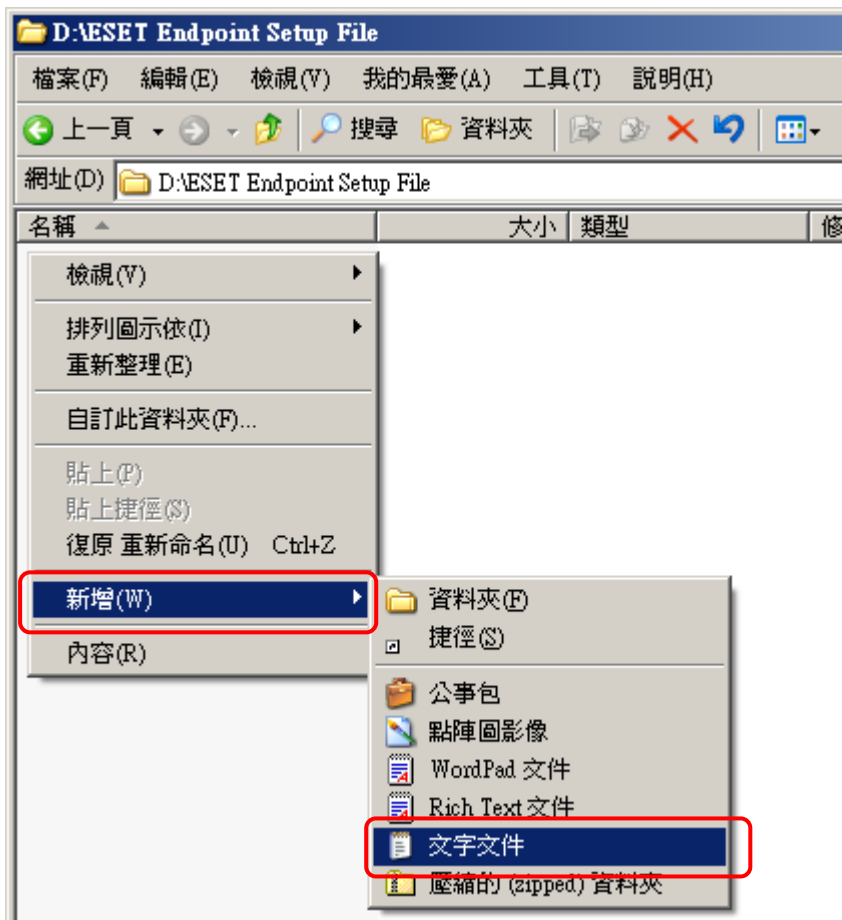 D:\ESET Endpoint Setup File
檔案(F) 編輯(E) 檢視(V) 我的最愛(A) 工具(T) 說明(H)
上一頁 搜尋 資料夾
網址(D) D:\ESET Endpoint Setup File
名稱 大小 類型 修
檢視(V)
排列圖示依(I)
重新整理(E)
自訂此資料夾(F)...
貼上(P)
貼上捷徑(S)
復原 重新命名(U) Ctrl+Z
新增(W)
內容(R)
資料夾(F)
捷徑(S)
公事包
點陣圖影像
WordPad 文件
Rich Text 文件
文字文件
壓縮的 (zipped) 資料夾